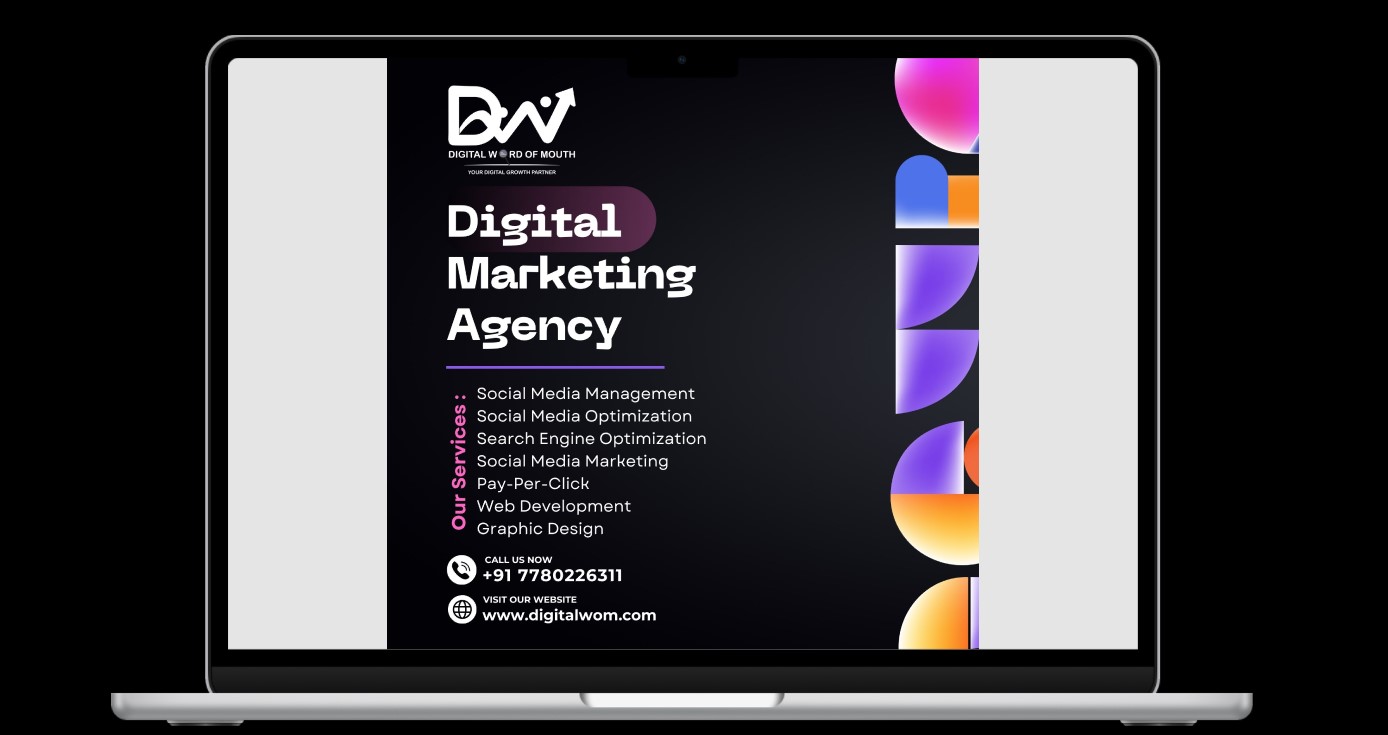 DW
DIGITAL WORD OF MOUTH
YOUR DIGITAL GROWTH PARTNER
Digital
Marketing
Agency
Our Services :
Social Media Management
Social Media Optimization
Search Engine Optimization
Social Media Marketing
Pay-Per-Click
Web Development
Graphic Design
CALL US NOW
+91 7780226311
VISIT OUR WEBSITE
www.digitalwom.com